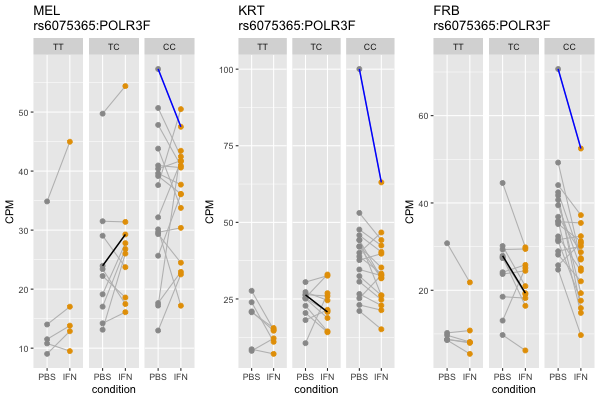 MEL
rs6075365:POLR3F
TT TC CC
50
40
30
20
10
CPM
PBS IFN PBS IFN PBS IFN
condition
KRT
rs6075365:POLR3F
TT TC CC
100
75
50
25
CPM
PBS IFN PBS IFN PBS IFN
condition
FRB
rs6075365:POLR3F
TT TC CC
60
40
20
CPM
PBS IFN PBS IFN PBS IFN
condition